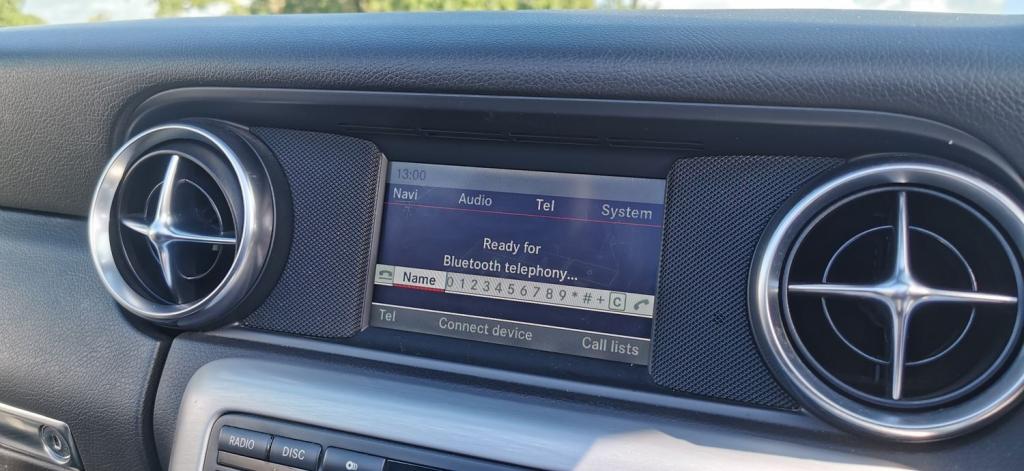 13:00
Navi Audio Tel System
Ready for
Bluetooth telephony...
Name 0 1 2 3 4 5 6 7 8 9 * # + C
Tel Connect device Call lists
RADIO DISC